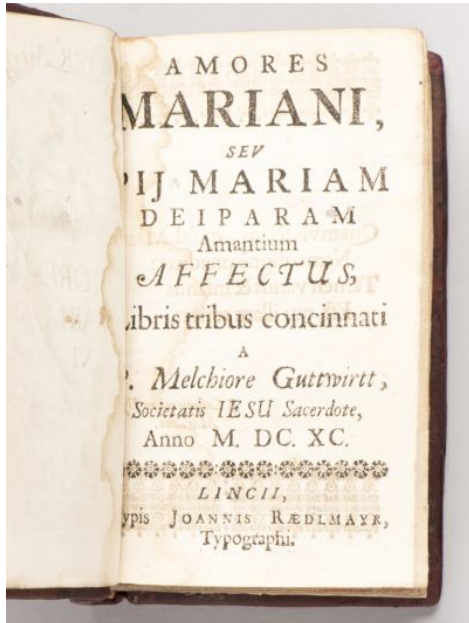 AMORES
MARIANI,
SEV
PIJ MARIAM
DEIPARAM
Amantium
AFFECTUS,
Libris tribus concinnati
A
P. Melchiore Guttwirtt,
Societatis IESU Sacerdote,
Anno M. DC. XC.
LINCII,
Typis JOANNIS RÆDLMAYR,
Typographi.